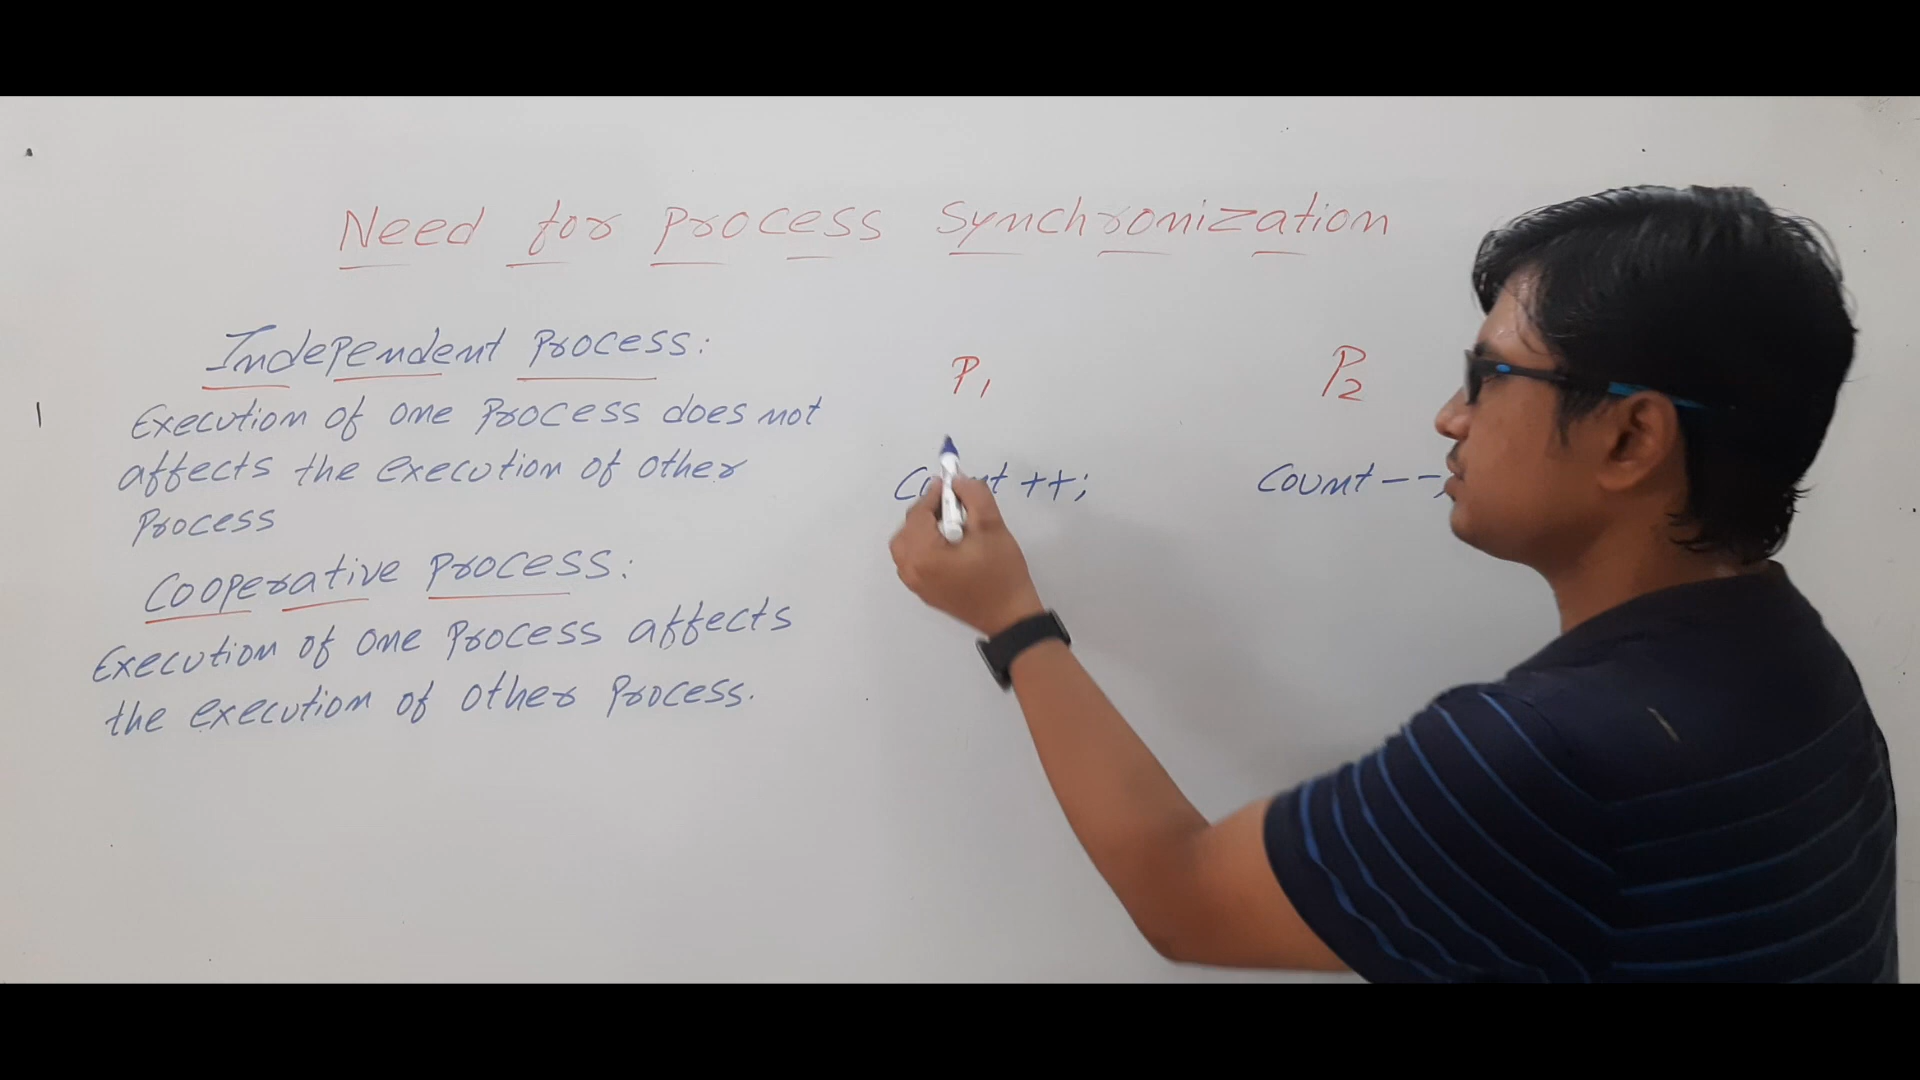 Need for Process Synchronization
Independent Process:
Execution of one Process does not
affects the execution of other
Process
Cooperative Process:
Execution of one Process affects
the execution of other Process.
P1
P2
Count ++;
Count --;